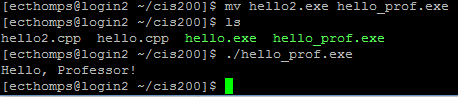 [ecthomps@login2 ~/cis200]$ mv hello2.exe hello_prof.exe
[ecthomps@login2 ~/cis200]$ ls
hello2.cpp  hello.cpp  hello.exe  hello_prof.exe
[ecthomps@login2 ~/cis200]$ ./hello_prof.exe
Hello, Professor!
[ecthomps@login2 ~/cis200]$